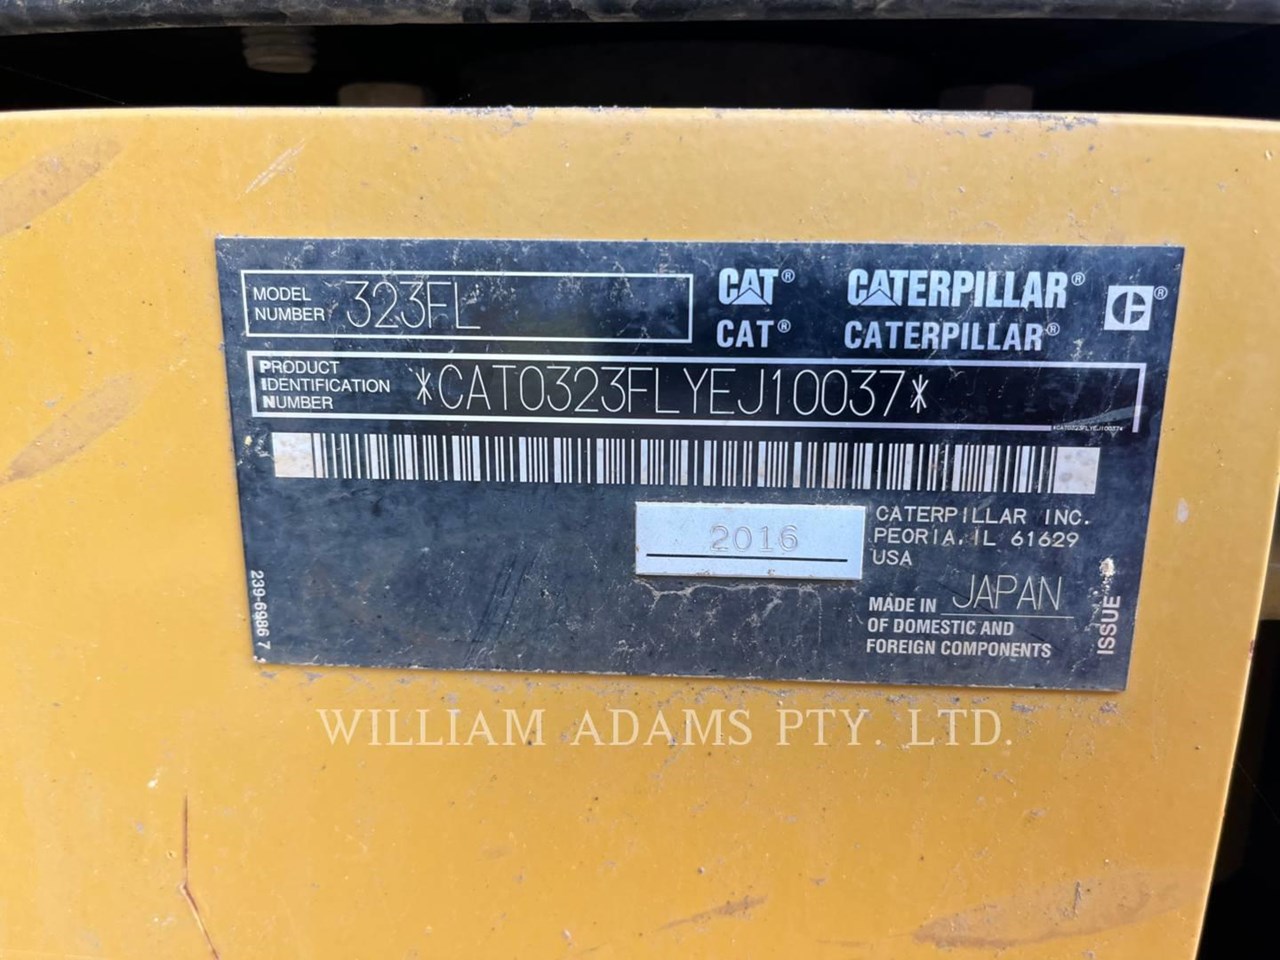 MODEL NUMBER 323FL
CAT® CATERPILLAR® ®
CAT® CATERPILLAR®
PRODUCT IDENTIFICATION NUMBER *CAT0323FLYEJ10037*
*CAT0323FLYEJ10037*
2016
CATERPILLAR INC.
PEORIA, IL 61629
USA
MADE IN JAPAN
OF DOMESTIC AND
FOREIGN COMPONENTS
ISSUE
239-6986 7
WILLIAM ADAMS PTY. LTD.